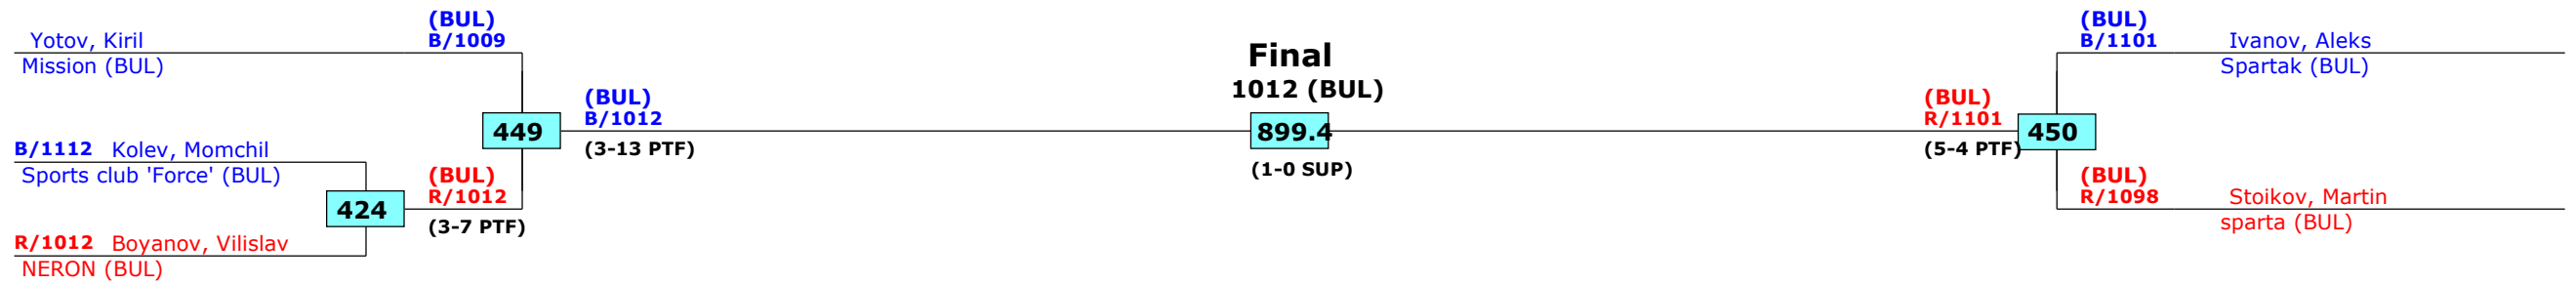 (BUL)
B/1009
Yotov, Kiril
Mission (BUL)
449
(BUL)
B/1012
(3-13 PTF)
B/1112 Kolev, Momchil
Sports club 'Force' (BUL)
424
(BUL)
R/1012
(3-7 PTF)
R/1012 Boyanov, Vilislav
NERON (BUL)
Final
1012 (BUL)
899.4
(1-0 SUP)
(BUL)
R/1101
(5-4 PTF)
450
(BUL)
B/1101
Ivanov, Aleks
Spartak (BUL)
(BUL)
R/1098
Stoikov, Martin
sparta (BUL)